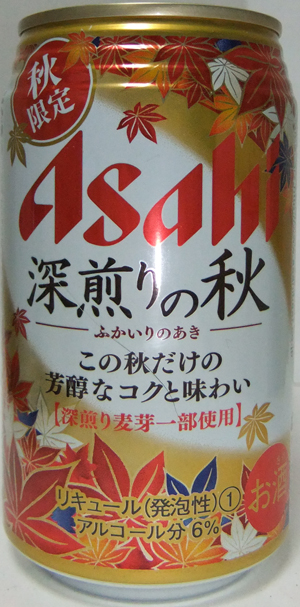 秋
限定
Asahi
深煎りの秋
ふかいりのあき
この秋だけの
芳醇なコクと味わい
【深煎り麦芽一部使用】
お酒
リキュール(発泡性)①
アルコール分 6%